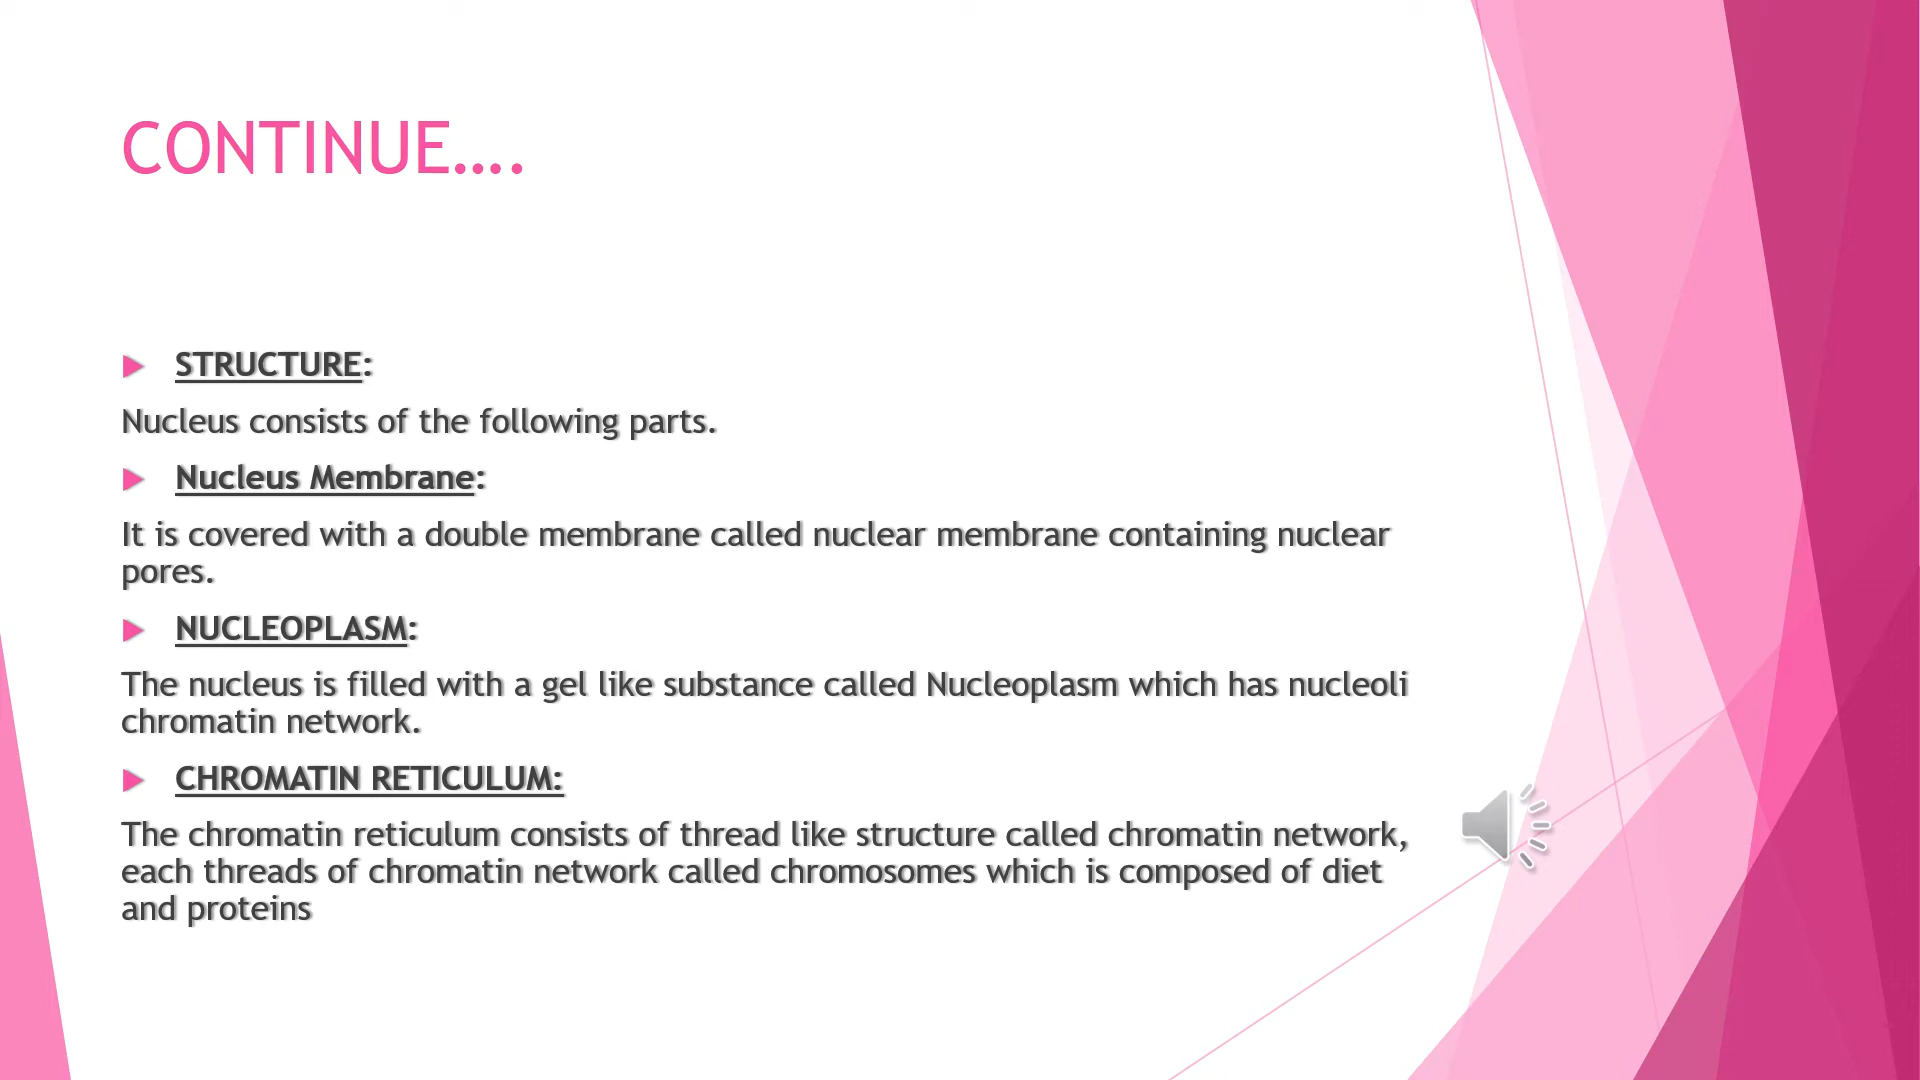 CONTINUE....
STRUCTURE:
Nucleus consists of the following parts.
Nucleus Membrane:
It is covered with a double membrane called nuclear membrane containing nuclear
pores.
NUCLEOPLASM:
The nucleus is filled with a gel like substance called Nucleoplasm which has nucleoli
chromatin network.
CHROMATIN RETICULUM:
The chromatin reticulum consists of thread like structure called chromatin network,
each threads of chromatin network called chromosomes which is composed of diet
and proteins